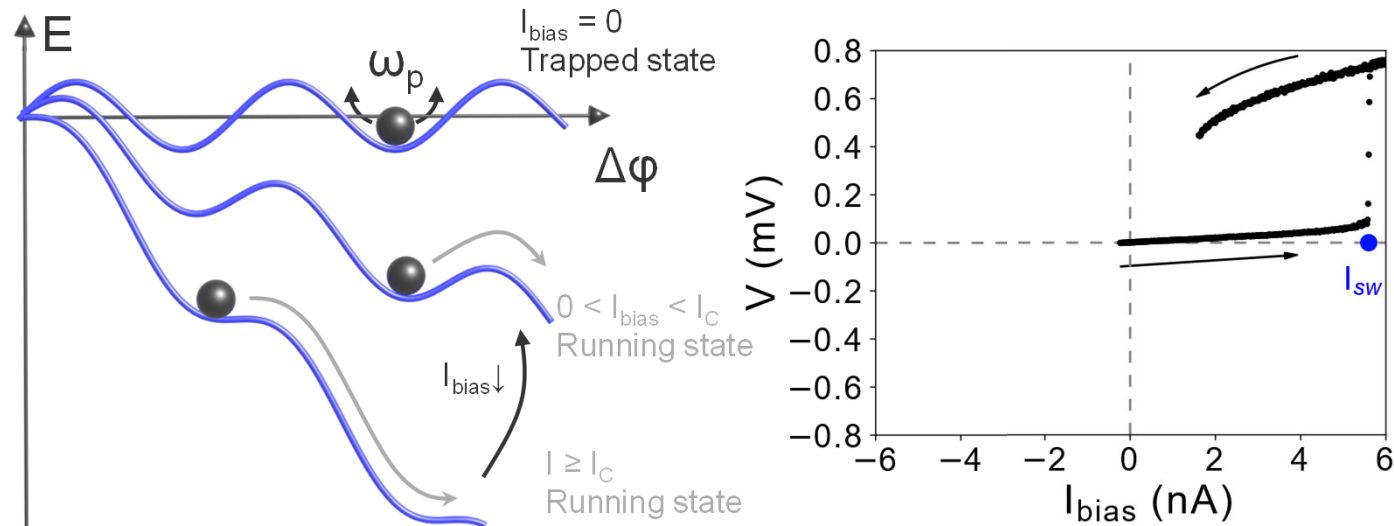 E
I_bias = 0
Trapped state
ω_p
Δφ
0 < I_bias < I_C
Running state
I_bias↓
I ≥ I_C
Running state
0.8
0.6
0.4
0.2
0.0
−0.2
−0.4
−0.6
−0.8
V (mV)
I_sw
−6
−4
−2
0
2
4
6
I_bias (nA)